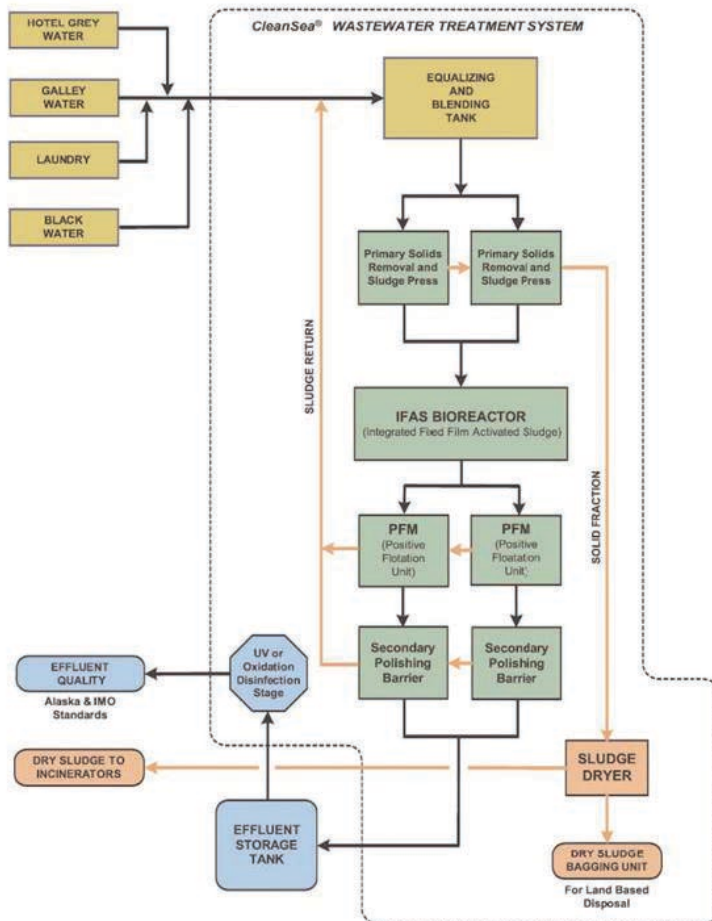 CleanSea® WASTEWATER TREATMENT SYSTEM
HOTEL GREY
WATER
GALLEY
WATER
LAUNDRY
BLACK
WATER
EQUALIZING
AND
BLENDING
TANK
Primary Solids
Removal and
Sludge Press
Primary Solids
Removal and
Sludge Press
SLUDGE RETURN
IFAS BIOREACTOR
(Integrated Fixed Film Activated Sludge)
SOLID FRACTION
PFM
(Positive
Flotation
Unit)
PFM
(Positive
Floatation
Unit)
Secondary
Polishing
Barrier
Secondary
Polishing
Barrier
UV or
Oxidation
Disinfection
Stage
EFFLUENT
QUALITY
Alaska & IMO
Standards
DRY SLUDGE TO
INCINERATORS
SLUDGE
DRYER
EFFLUENT
STORAGE
TANK
DRY SLUDGE
BAGGING UNIT
For Land Based
Disposal